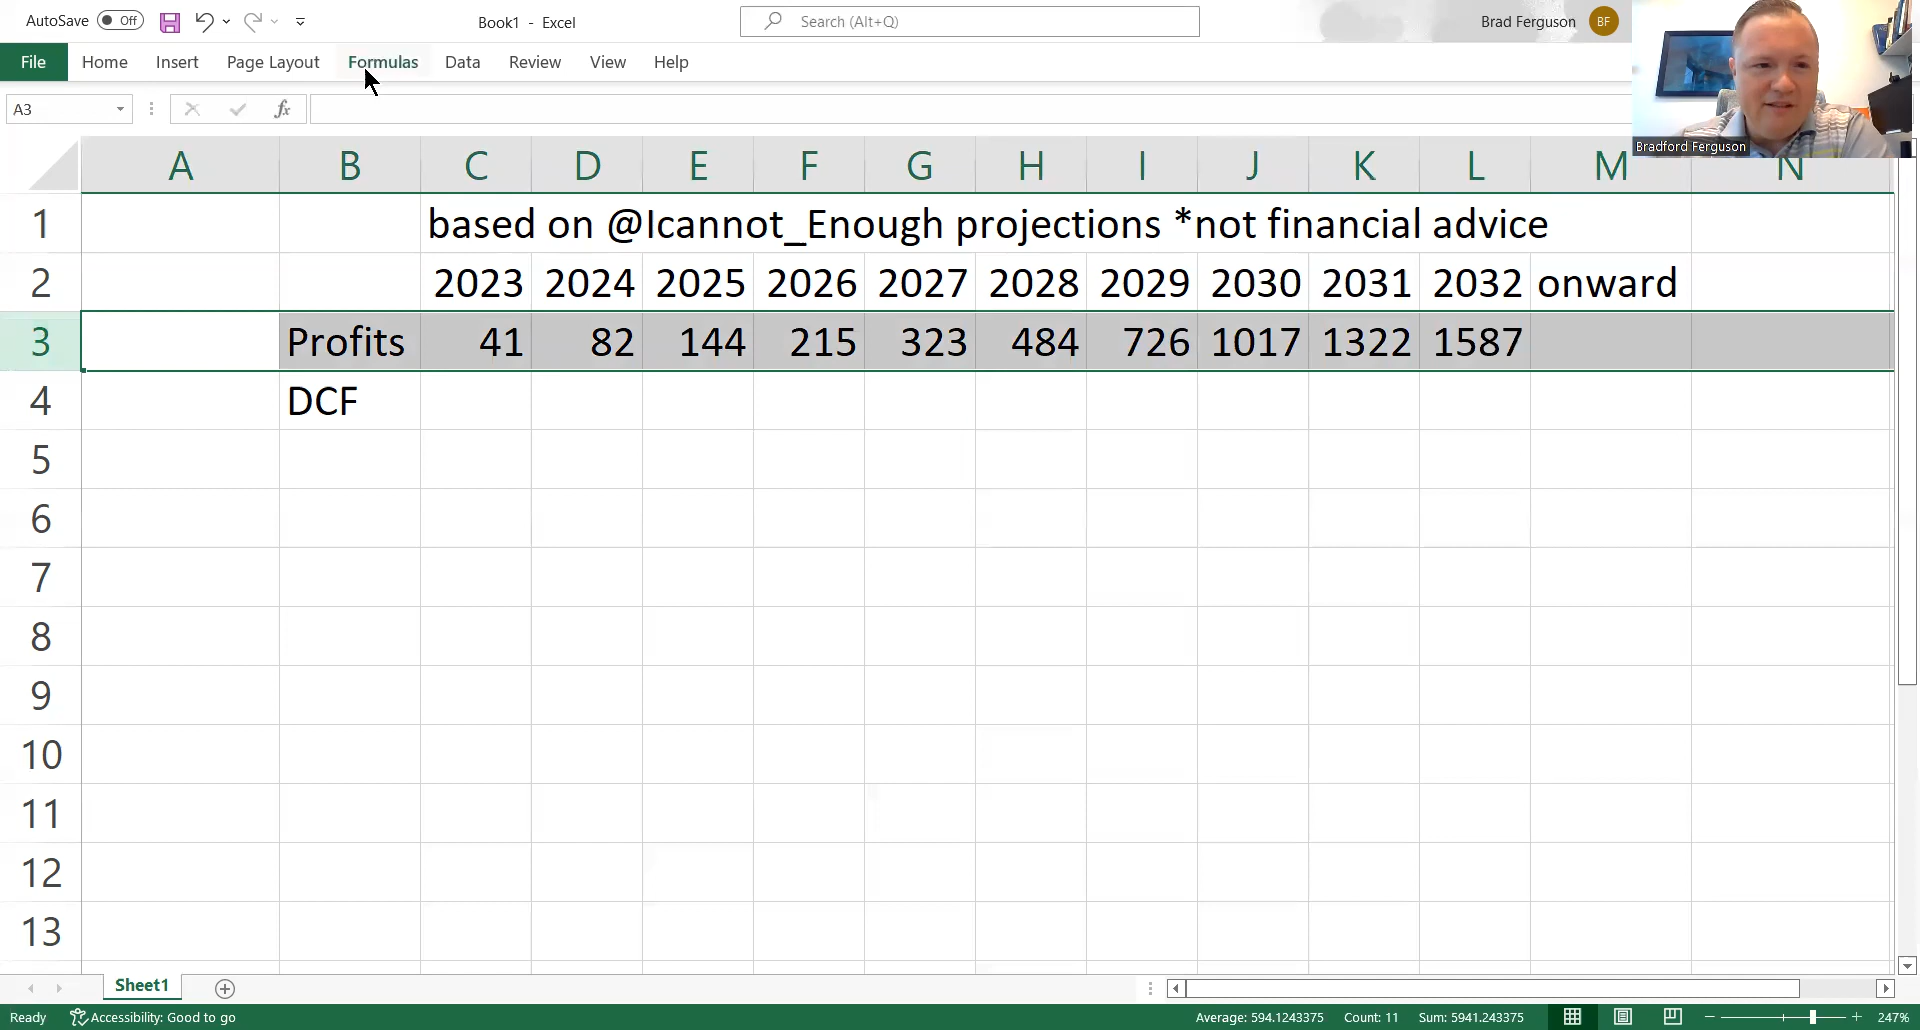 AutoSave Off Book1 - Excel Search (Alt+Q) Brad Ferguson BF
File Home Insert Page Layout Formulas Data Review View Help
A3 fx
Bradford Ferguson
A B C D E F G H I J K L M N
1 based on @Icannot_Enough projections *not financial advice
2 2023 2024 2025 2026 2027 2028 2029 2030 2031 2032 onward
3 Profits 41 82 144 215 323 484 726 1017 1322 1587
4 DCF
5
6
7
8
9
10
11
12
13
Sheet1
Ready Accessibility: Good to go Average: 594.1243375 Count: 11 Sum: 5941.243375 247%